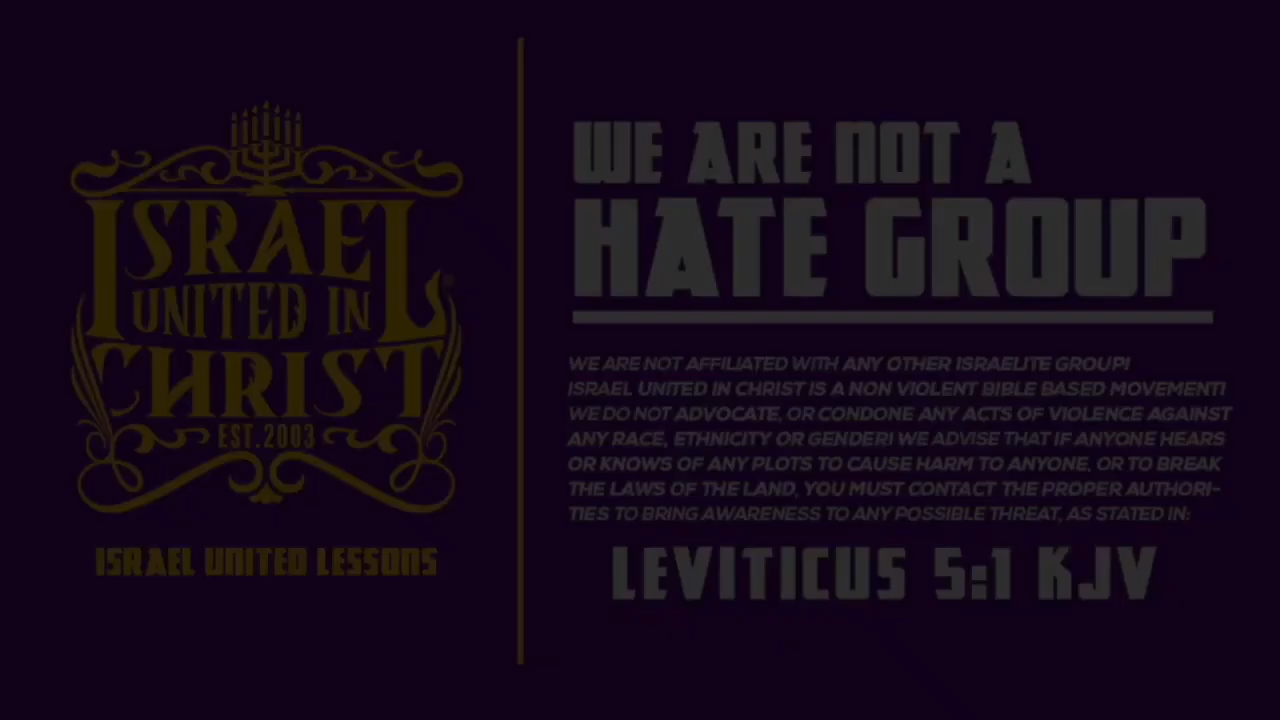 ISRAEL
UNITED IN
CHRIST
EST.2003
ISRAEL UNITED LESSONS
WE ARE NOT A
HATE GROUP
WE ARE NOT AFFILIATED WITH ANY OTHER ISRAELITE GROUP!
ISRAEL UNITED IN CHRIST IS A NON VIOLENT BIBLE BASED MOVEMENT!
WE DO NOT ADVOCATE, OR CONDONE ANY ACTS OF VIOLENCE AGAINST
ANY RACE, ETHNICITY OR GENDER! WE ADVISE THAT IF ANYONE HEARS
OR KNOWS OF ANY PLOTS TO CAUSE HARM TO ANYONE, OR TO BREAK
THE LAWS OF THE LAND, YOU MUST CONTACT THE PROPER AUTHORI-
TIES TO BRING AWARENESS TO ANY POSSIBLE THREAT, AS STATED IN:
LEVITICUS 5:1 KJV